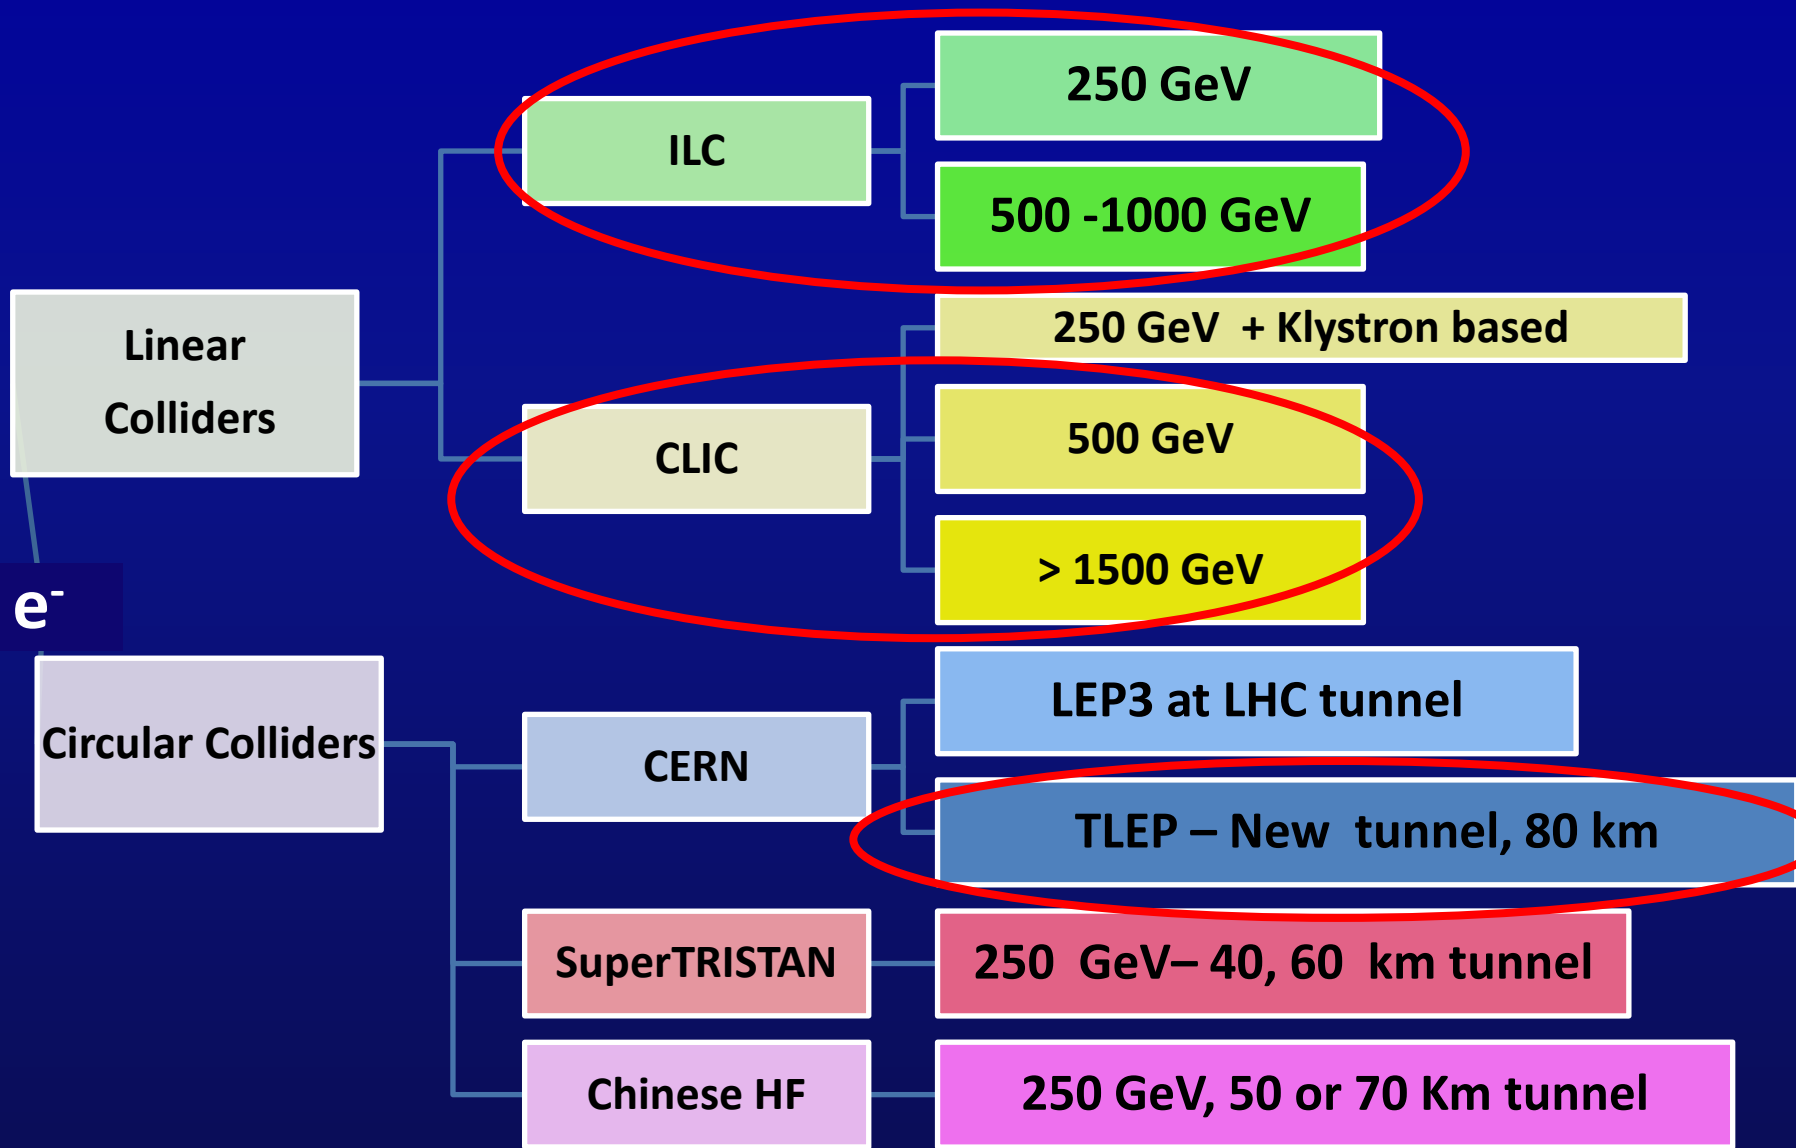 250 GeV
ILC
500 -1000 GeV
Linear
Colliders
250 GeV + Klystron based
500 GeV
CLIC
> 1500 GeV
e-
Circular Colliders
LEP3 at LHC tunnel
CERN
TLEP – New tunnel, 80 km
SuperTRISTAN
250 GeV– 40, 60 km tunnel
Chinese HF
250 GeV, 50 or 70 Km tunnel